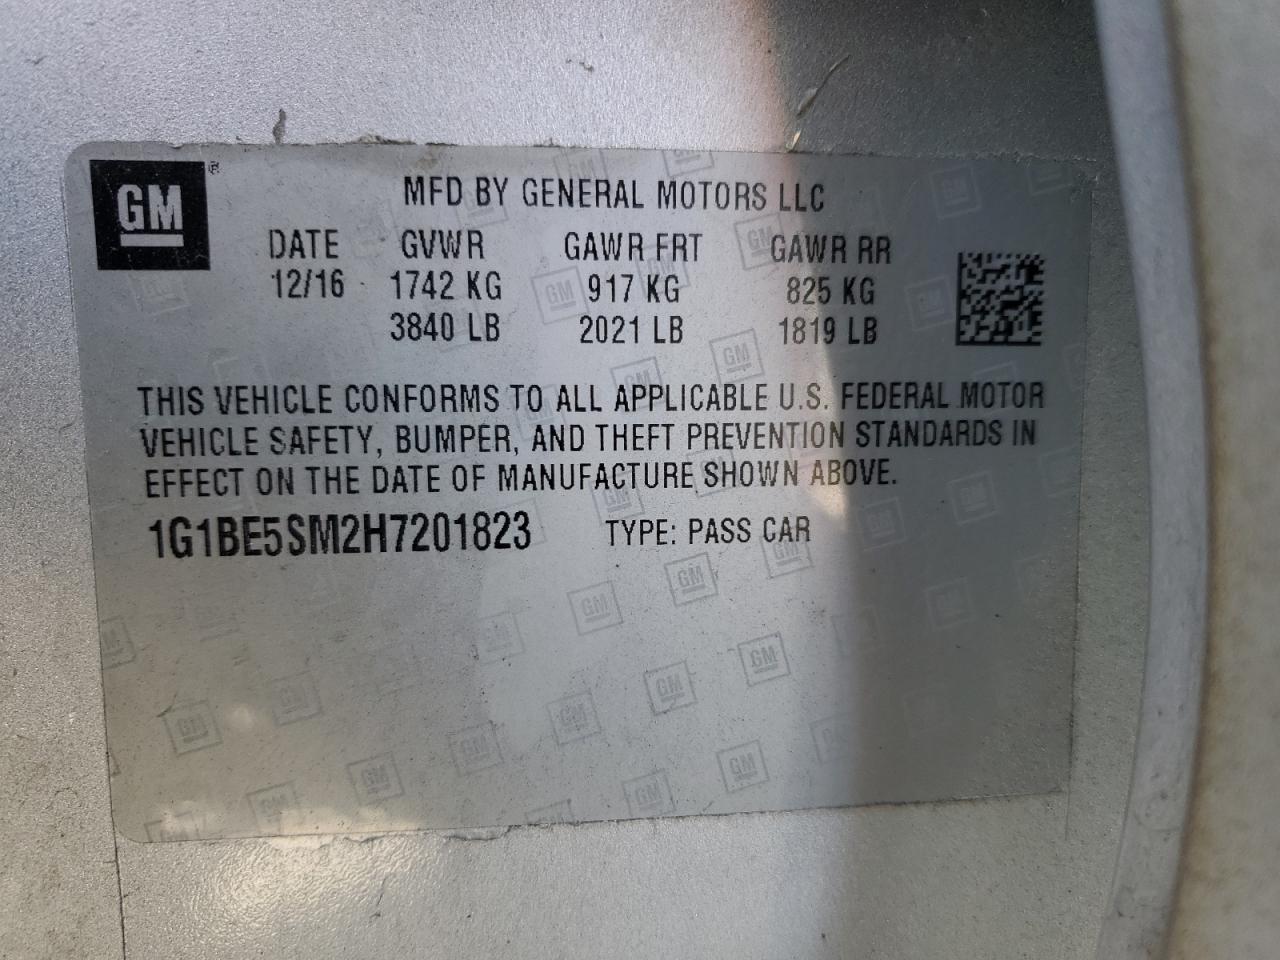 GM®
MFD BY GENERAL MOTORS LLC
DATE GVWR GAWR FRT GAWR RR
12/16 1742 KG 917 KG 825 KG
3840 LB 2021 LB 1819 LB
THIS VEHICLE CONFORMS TO ALL APPLICABLE U.S. FEDERAL MOTOR
VEHICLE SAFETY, BUMPER, AND THEFT PREVENTION STANDARDS IN
EFFECT ON THE DATE OF MANUFACTURE SHOWN ABOVE.
1G1BE5SM2H7201823 TYPE: PASS CAR